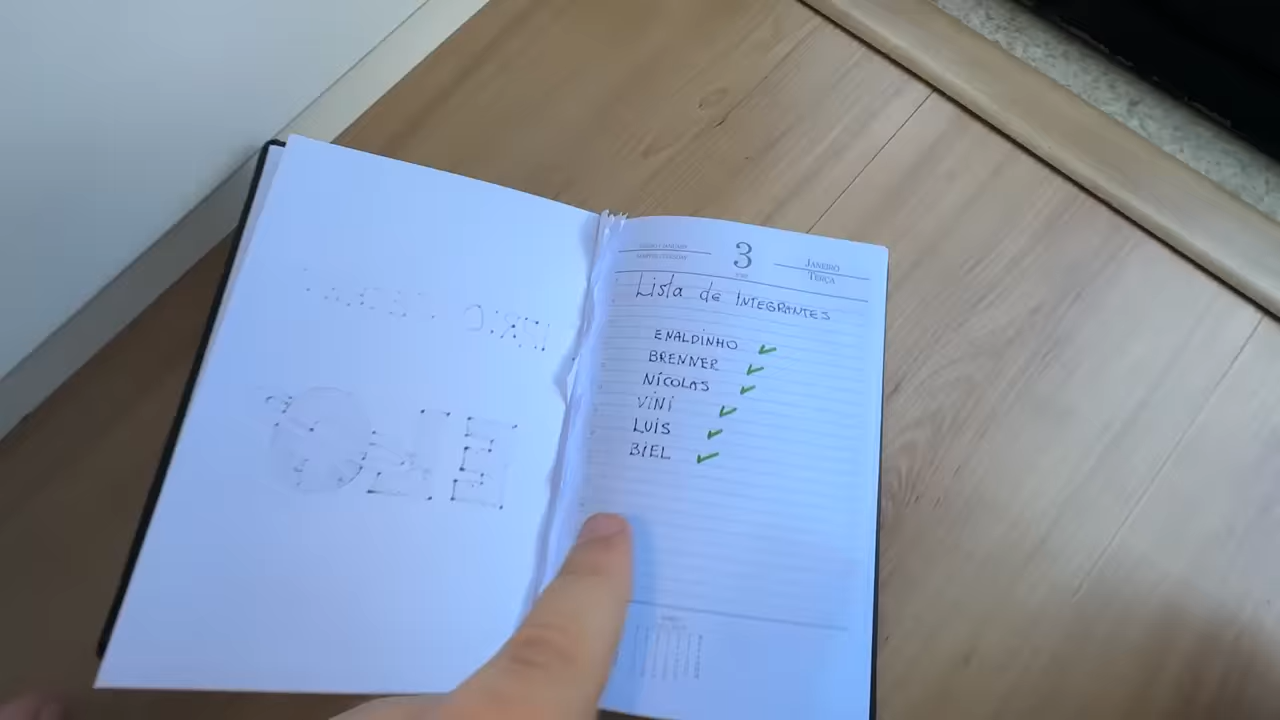 3
JANEIRO
TERÇA
Lista de INTEGRANTES
ENALDINHO ✓
BRENNER ✓
NÍCOLAS ✓
VINI ✓
LUIS ✓
BIEL ✓